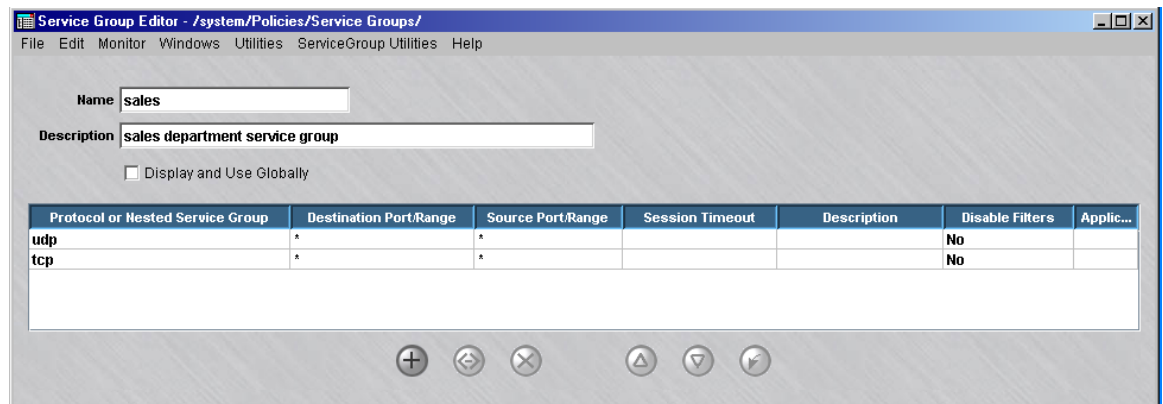 Service Group Editor - /system/Policies/Service Groups/
File Edit Monitor Windows Utilities ServiceGroup Utilities Help
Name sales
Description sales department service group
Display and Use Globally
Protocol or Nested Service Group Destination Port/Range Source Port/Range Session Timeout Description Disable Filters Applic...
udp * * No
tcp * * No